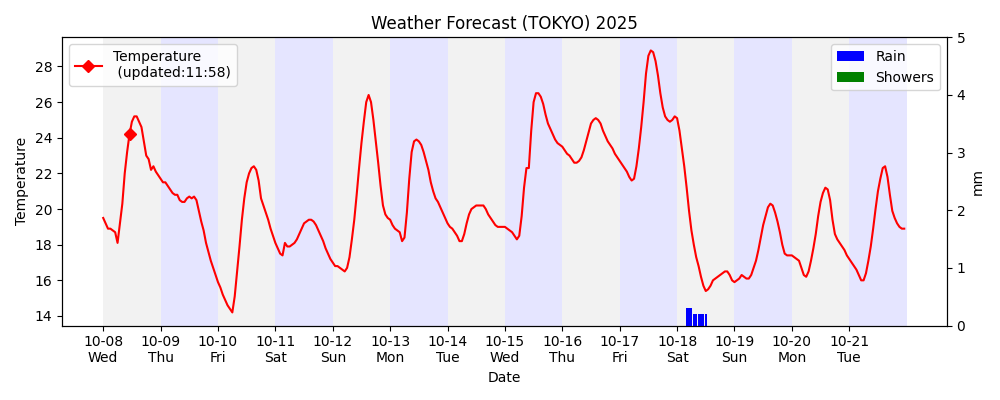 Weather Forecast (TOKYO) 2025
Temperature
(updated:11:58)
Rain
Showers
Temperature
28
26
24
22
20
18
16
14
5
4
3
2
1
0
mm
10-08 10-09 10-10 10-11 10-12 10-13 10-14 10-15 10-16 10-17 10-18 10-19 10-20 10-21
Wed Thu Fri Sat Sun Mon Tue Wed Thu Fri Sat Sun Mon Tue
Date